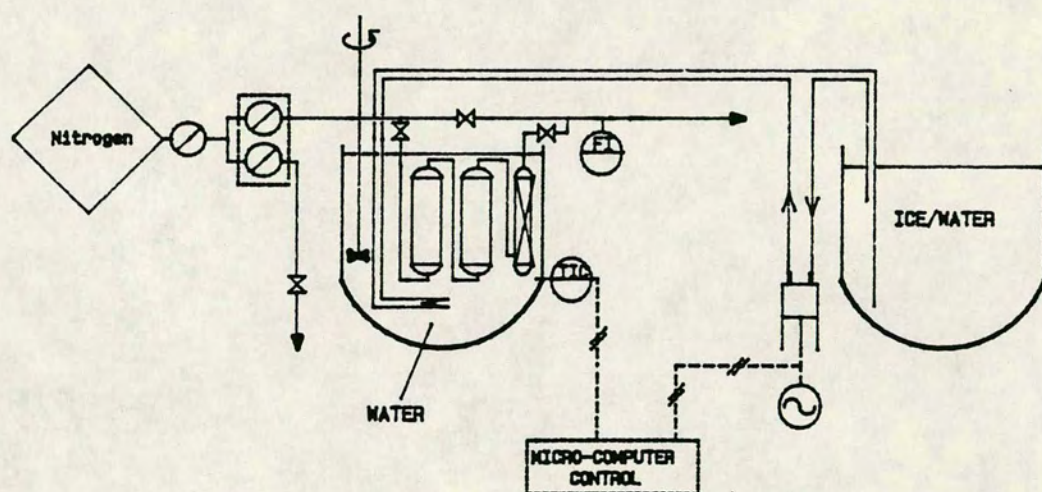 Nitrogen
FI
ICE/WATER
TIC
WATER
MICRO-COMPUTER
CONTROL